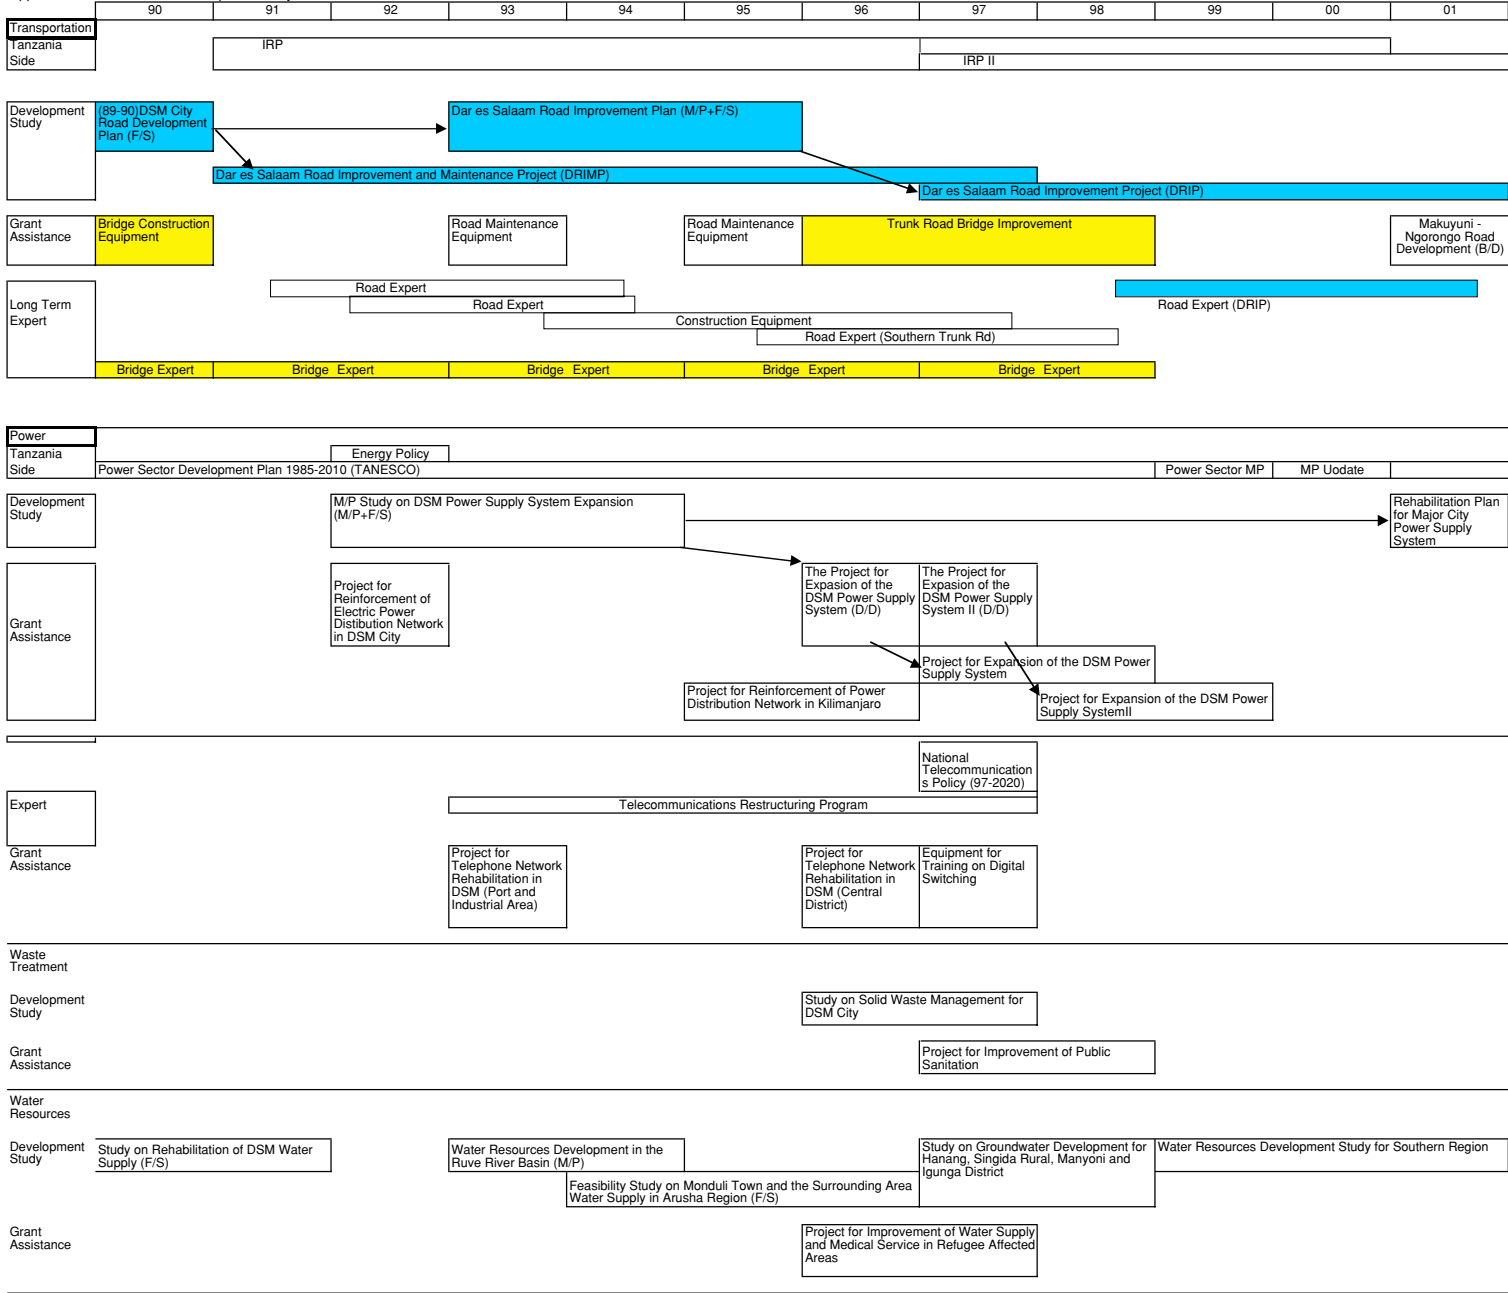 90 91 92 93 94 95 96 97 98 99 00 01
Transportation
Tanzania
Side
IRP
IRP II
Development
Study
(89-90)DSM City
Road Development
Plan (F/S)
Dar es Salaam Road Improvement Plan (M/P+F/S)
Dar es Salaam Road Improvement and Maintenance Project (DRIMP)
Dar es Salaam Road Improvement Project (DRIP)
Grant
Assistance
Bridge Construction
Equipment
Road Maintenance
Equipment
Road Maintenance
Equipment
Trunk Road Bridge Improvement
Makuyuni -
Ngorongo Road
Development (B/D)
Long Term
Expert
Road Expert
Road Expert
Construction Equipment
Road Expert (Southern Trunk Rd)
Road Expert (DRIP)
Bridge Expert
Bridge Expert
Bridge Expert
Bridge Expert
Bridge Expert
Power
Tanzania
Side
Energy Policy
Power Sector Development Plan 1985-2010 (TANESCO)
Power Sector MP
MP Uodate
Development
Study
M/P Study on DSM Power Supply System Expansion
(M/P+F/S)
Rehabilitation Plan
for Major City
Power Supply
System
Grant
Assistance
Project for
Reinforcement of
Electric Power
Distibution Network
in DSM City
The Project for
Expasion of the
DSM Power Supply
System (D/D)
The Project for
Expasion of the
DSM Power Supply
System II (D/D)
Project for Expansion of the DSM Power
Supply System
Project for Reinforcement of Power
Distribution Network in Kilimanjaro
Project for Expansion of the DSM Power
Supply SystemII
National
Telecommunication
s Policy (97-2020)
Expert
Telecommunications Restructuring Program
Grant
Assistance
Project for
Telephone Network
Rehabilitation in
DSM (Port and
Industrial Area)
Project for
Telephone Network
Rehabilitation in
DSM (Central
District)
Equipment for
Training on Digital
Switching
Waste
Treatment
Development
Study
Study on Solid Waste Management for
DSM City
Grant
Assistance
Project for Improvement of Public
Sanitation
Water
Resources
Development
Study
Study on Rehabilitation of DSM Water
Supply (F/S)
Water Resources Development in the
Ruve River Basin (M/P)
Feasibility Study on Monduli Town and the Surrounding Area
Water Supply in Arusha Region (F/S)
Study on Groundwater Development for
Hanang, Singida Rural, Manyoni and
Igunga District
Water Resources Development Study for Southern Region
Grant
Assistance
Project for Improvement of Water Supply
and Medical Service in Refugee Affected
Areas